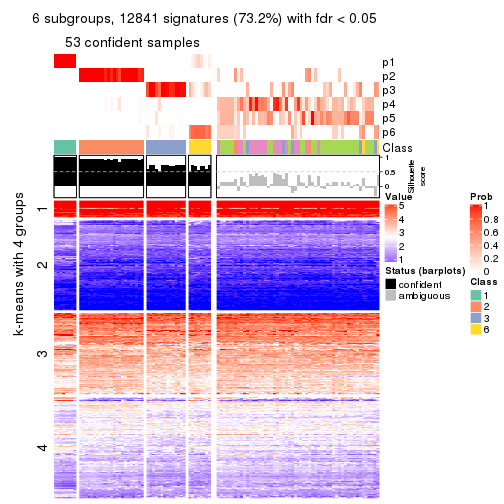 6 subgroups, 12841 signatures (73.2%) with fdr < 0.05
53 confident samples
p1
p2
p3
p4
p5
p6
Class
1
0.5
0
Silhouette
score
k-means with 4 groups
1
2
3
4
Value
5
4
3
2
1
Status (barplots)
confident
ambiguous
Prob
1
0.8
0.6
0.4
0.2
0
Class
1
2
3
6